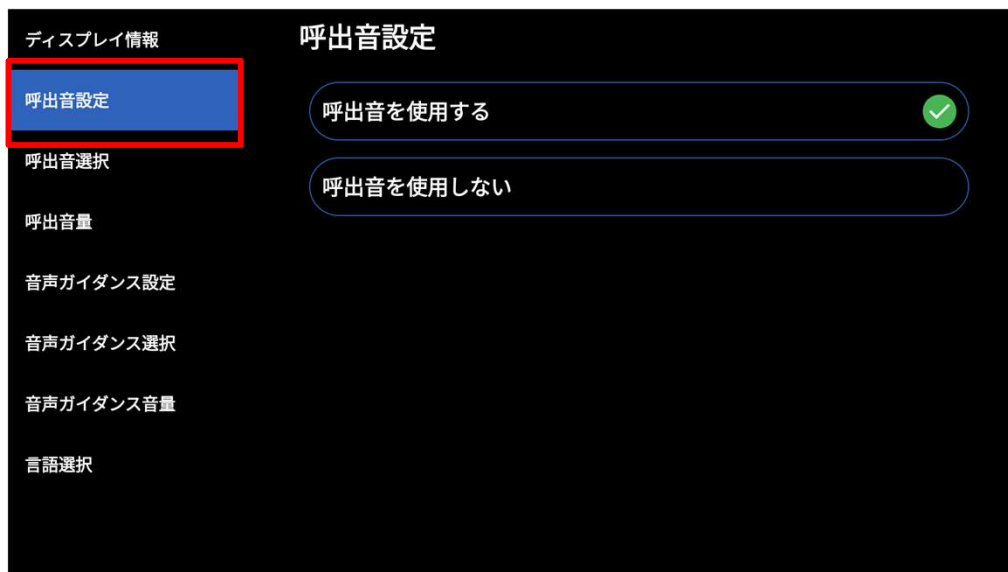 ディスプレイ情報
呼出音設定
呼出音選択
呼出音量
音声ガイダンス設定
音声ガイダンス選択
音声ガイダンス音量
言語選択
呼出音設定
呼出音を使用する
呼出音を使用しない